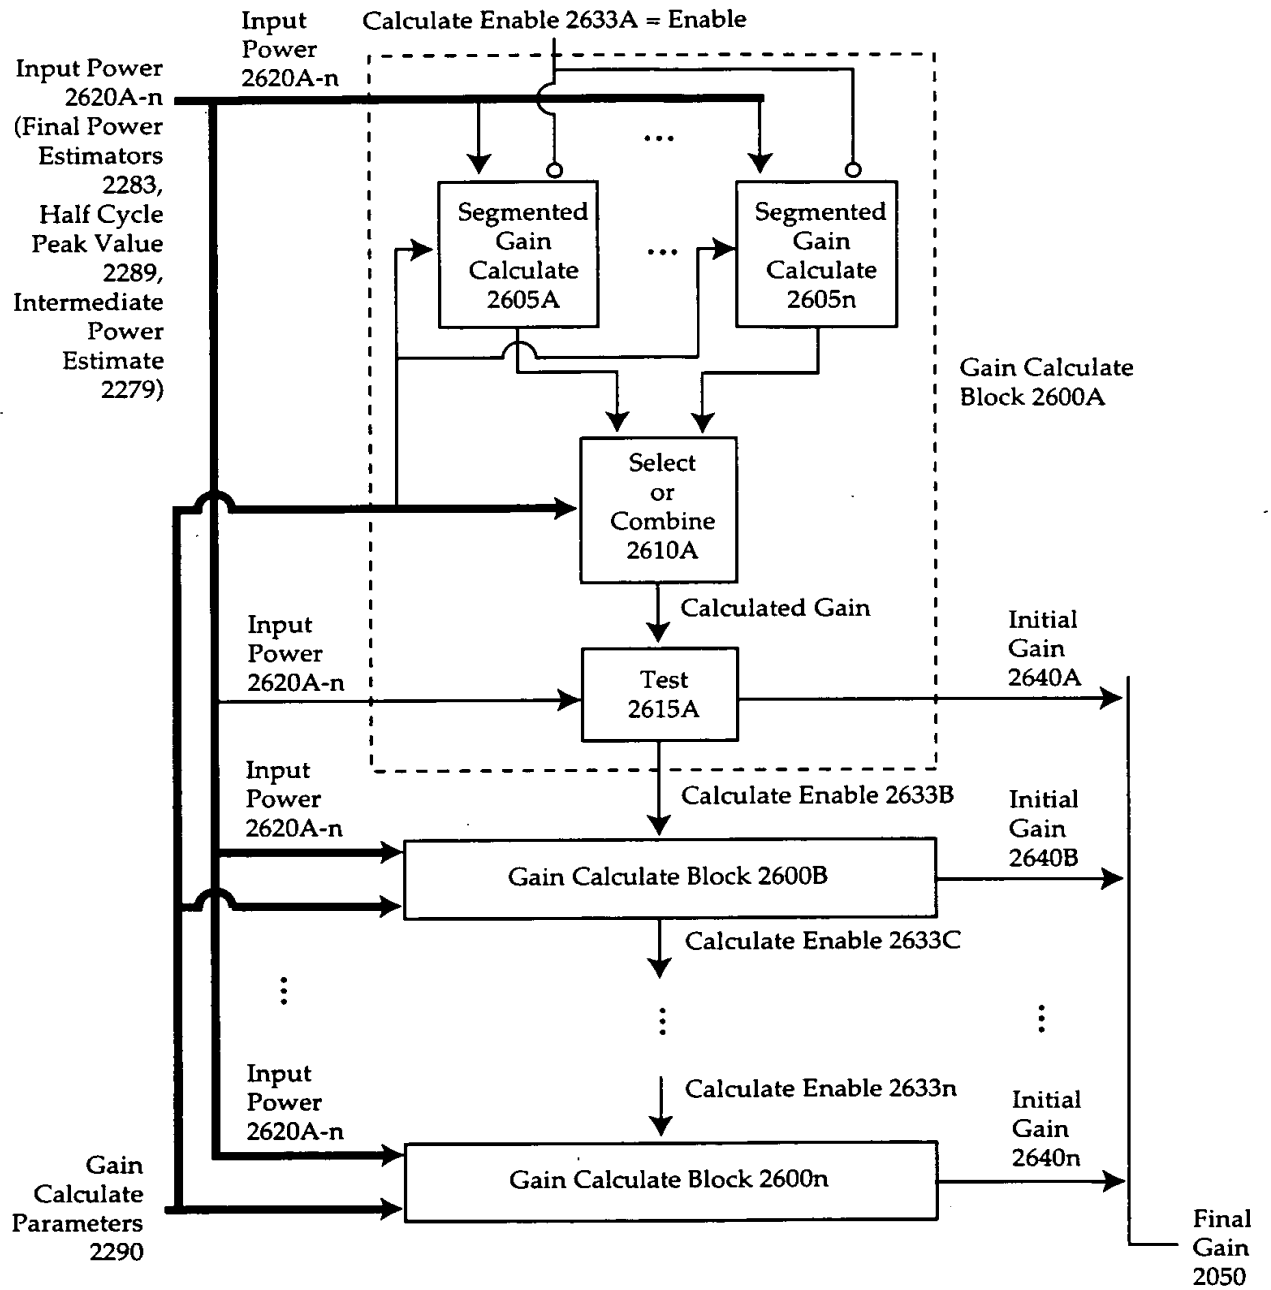 Input
Power
2620A-n
Calculate Enable 2633A = Enable
Input Power
2620A-n
(Final Power
Estimators
2283,
Half Cycle
Peak Value
2289,
Intermediate
Power
Estimate
2279)
...
Segmented
Gain
Calculate
2605A
...
Segmented
Gain
Calculate
2605n
Gain Calculate
Block 2600A
Select
or
Combine
2610A
Calculated Gain
Input
Power
2620A-n
Test
2615A
Initial
Gain
2640A
Input
Power
2620A-n
Calculate Enable 2633B
Initial
Gain
2640B
Gain Calculate Block 2600B
Calculate Enable 2633C
Input
Power
2620A-n
Calculate Enable 2633n
Initial
Gain
2640n
Gain Calculate Block 2600n
Gain
Calculate
Parameters
2290
Final
Gain
2050